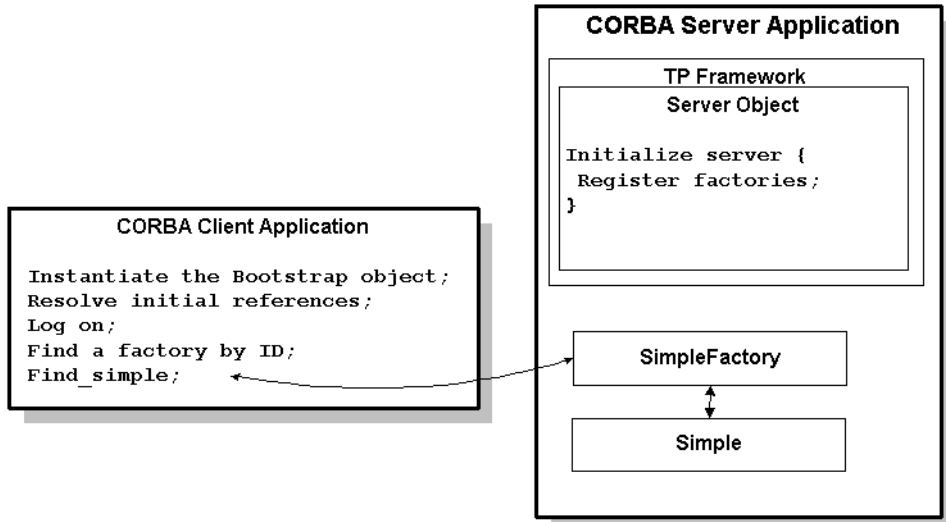 CORBA Server Application
TP Framework
Server Object
Initialize server {
Register factories;
}
CORBA Client Application
Instantiate the Bootstrap object;
Resolve initial references;
Log on;
Find a factory by ID;
Find_simple;
SimpleFactory
Simple